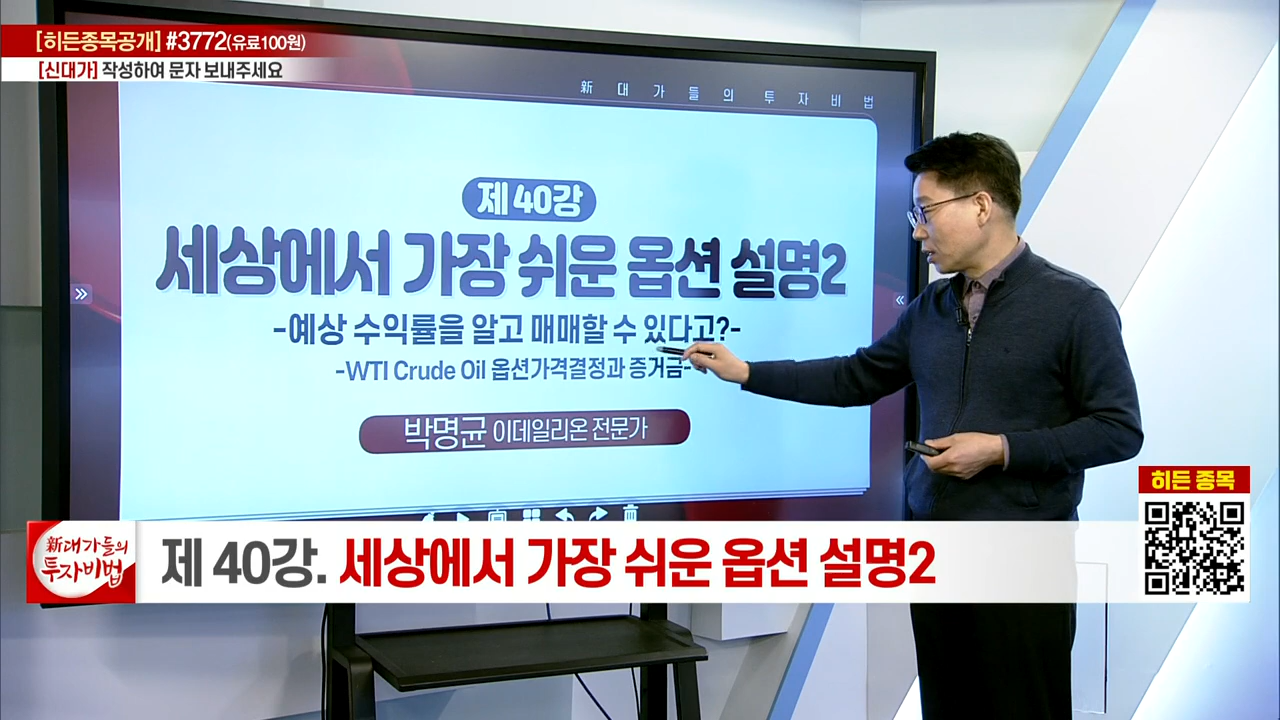 [히든종목공개] #3772(유료100원)
[신대가] 작성하여 문자 보내주세요
新 대가들의 투자비법
제 40강
세상에서 가장 쉬운 옵션 설명2
-예상 수익률을 알고 매매할 수 있다고?-
-WTI Crude Oil 옵션가격결정과 증거금-
박명균 이데일리온 전문가
히든 종목
新대가들의
투자비법
제 40강. 세상에서 가장 쉬운 옵션 설명2